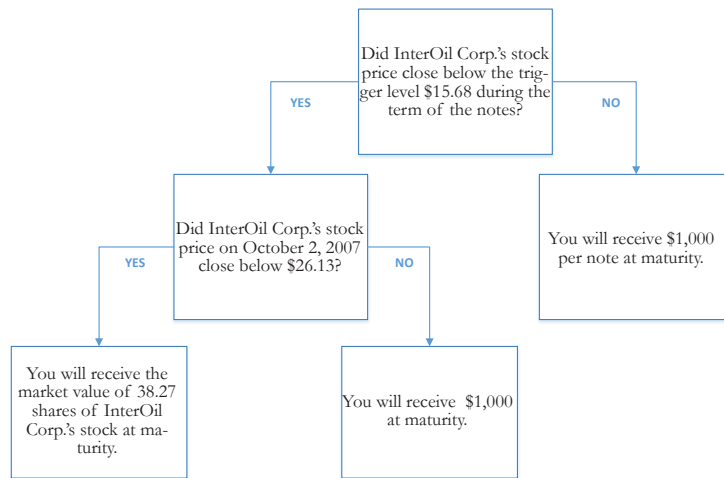 Did InterOil Corp.'s stock
price close below the trig-
ger level $15.68 during the
term of the notes?
YES
NO
Did InterOil Corp.'s stock
price on October 2, 2007
close below $26.13?
You will receive $1,000
per note at maturity.
YES
NO
You will receive the
market value of 38.27
shares of InterOil
Corp.'s stock at ma-
turity.
You will receive $1,000
at maturity.